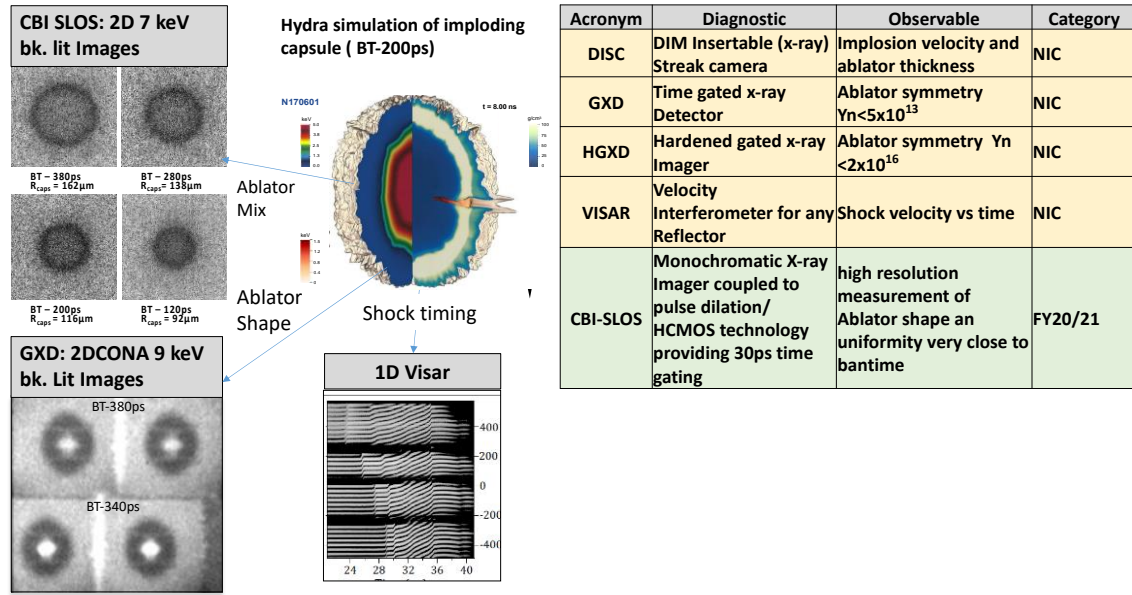 CBI SLOS: 2D 7 keV
bk. lit Images
BT – 380ps
Rcaps = 162µm
BT – 280ps
Rcaps = 138µm
BT – 200ps
Rcaps = 116µm
BT – 120ps
Rcaps = 92µm
GXD: 2DCONA 9 keV
bk. Lit Images
BT-380ps
BT-340ps
Hydra simulation of imploding
capsule ( BT-200ps)
N170601
t = 8.00 ns
keV
g/cm³
100
75
50
25
0
keV
Ablator
Mix
Ablator
Shape
Shock timing
1D Visar
400
200
0
-200
-400
24
28
32
36
40
Acronym Diagnostic Observable Category
DISC
DIM Insertable (x-ray)
Streak camera
Implosion velocity and
ablator thickness
NIC
GXD
Time gated x-ray
Detector
Ablator symmetry
Yn<5x10¹³
NIC
HGXD
Hardened gated x-ray
Imager
Ablator symmetry Yn
<2x10¹⁶
NIC
VISAR
Velocity
Interferometer for any
Reflector
Shock velocity vs time
NIC
CBI-SLOS
Monochromatic X-ray
Imager coupled to
pulse dilation/
HCMOS technology
providing 30ps time
gating
high resolution
measurement of
Ablator shape an
uniformity very close to
bantime
FY20/21